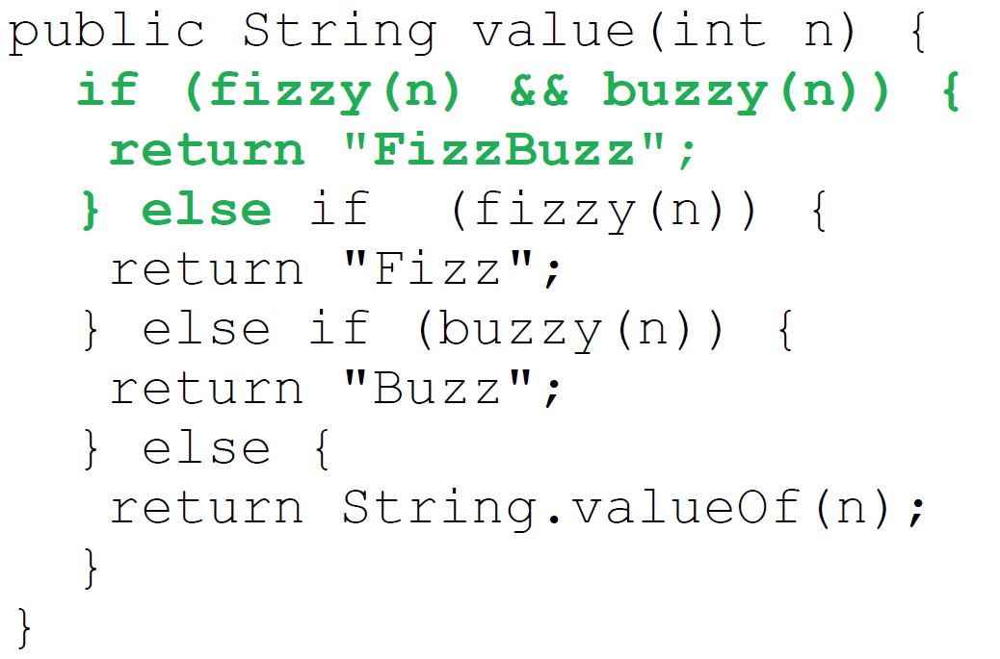 public String value(int n) {
if (fizzy(n) && buzzy(n)) {
return "FizzBuzz";
} else if (fizzy(n)) {
return "Fizz";
} else if (buzzy(n)) {
return "Buzz";
} else {
return String.valueOf(n);
}
}